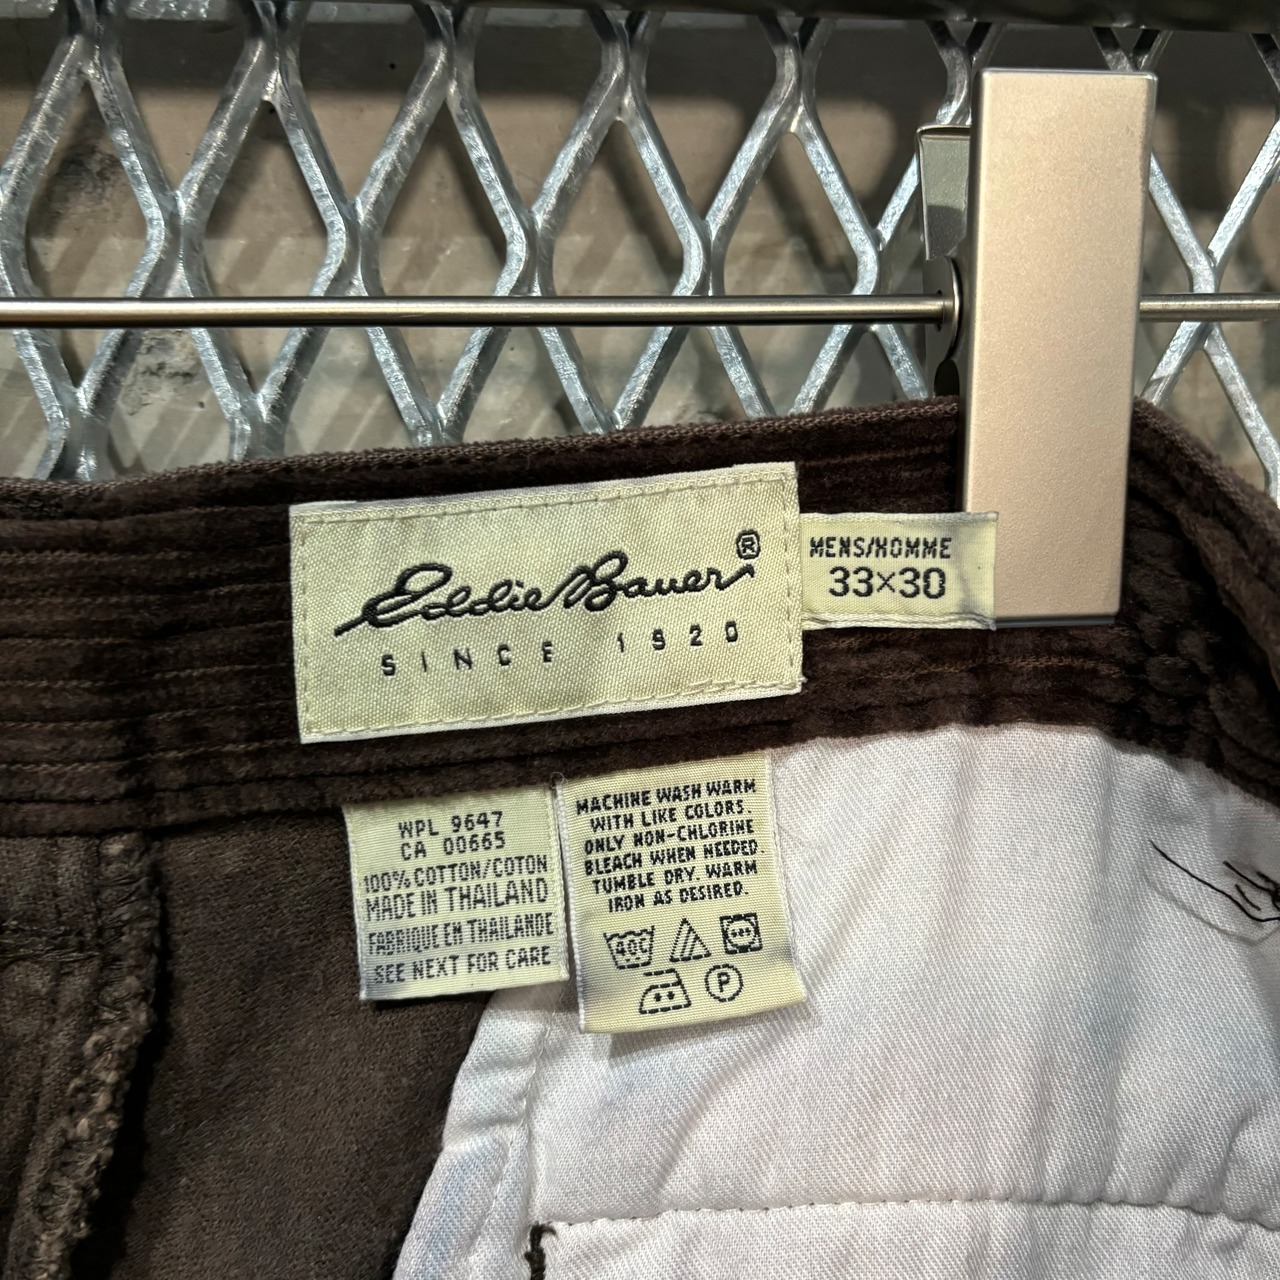 Eddie Bauer®
SINCE 1920
MENS/HOMME
33×30
WPL 9647
CA 00665
100% COTTON/COTON
MADE IN THAILAND
FABRIQUE EN THAILANDE
SEE NEXT FOR CARE
MACHINE WASH WARM
WITH LIKE COLORS.
ONLY NON-CHLORINE
BLEACH WHEN NEEDED.
TUMBLE DRY. WARM
IRON AS DESIRED.
40C
P